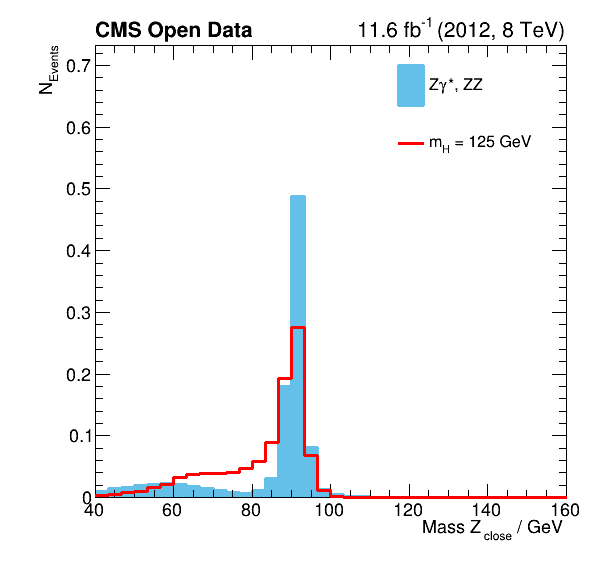 CMS Open Data 11.6 fb-1 (2012, 8 TeV)
NEvents
0.7
0.6
0.5
0.4
0.3
0.2
0.1
0
Zγ*, ZZ
mH = 125 GeV
40 60 80 100 120 140 160
Mass Zclose / GeV